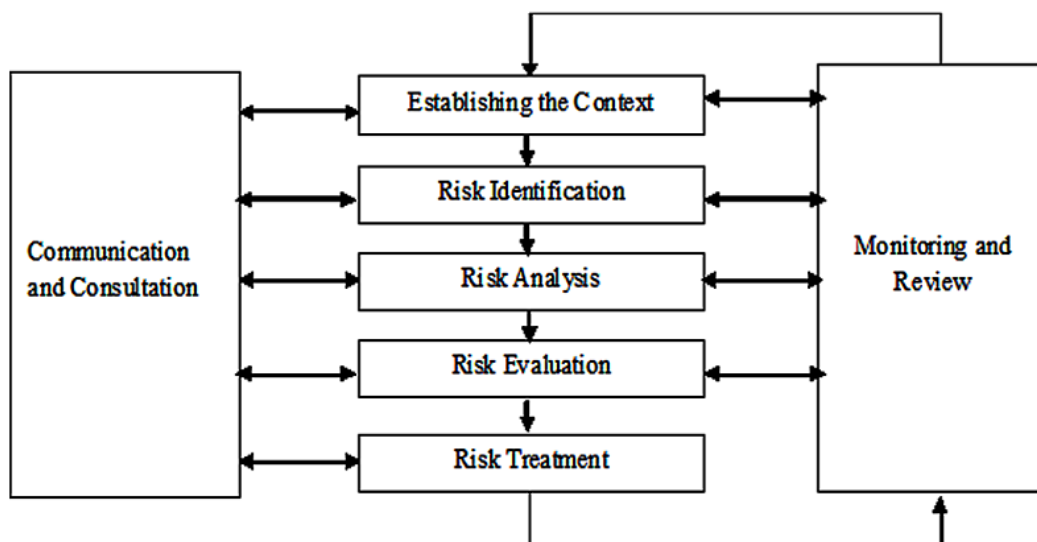 Establishing the Context
Risk Identification
Communication
and Consultation
Risk Analysis
Monitoring and
Review
Risk Evaluation
Risk Treatment